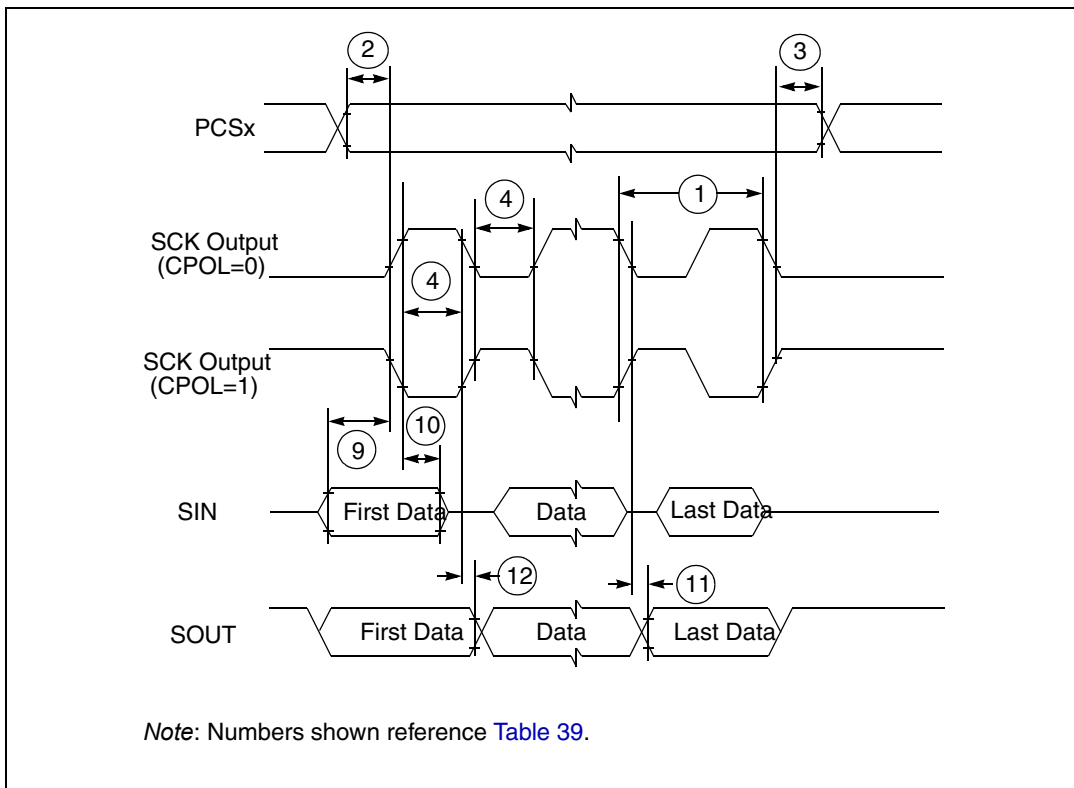 2
3
PCSx
4
1
SCK Output
(CPOL=0)
4
SCK Output
(CPOL=1)
9
10
SIN
First Data
Data
Last Data
12
11
SOUT
First Data
Data
Last Data
Note: Numbers shown reference Table 39.